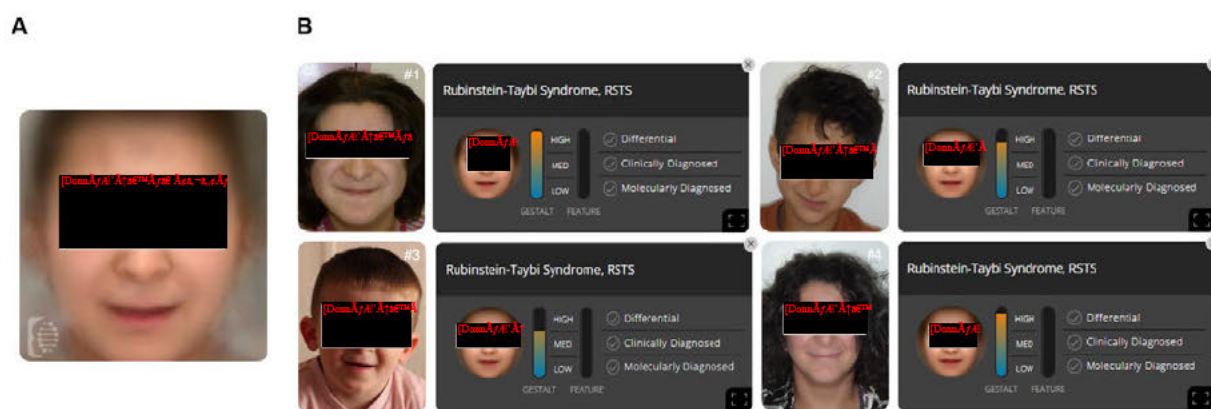 A
B
#1
Rubinstein-Taybi Syndrome, RSTS
HIGH
MED
LOW
GESTALT FEATURE
Differential
Clinically Diagnosed
Molecularly Diagnosed
#2
Rubinstein-Taybi Syndrome, RSTS
HIGH
MED
LOW
GESTALT FEATURE
Differential
Clinically Diagnosed
Molecularly Diagnosed
#3
Rubinstein-Taybi Syndrome, RSTS
HIGH
MED
LOW
GESTALT FEATURE
Differential
Clinically Diagnosed
Molecularly Diagnosed
#4
Rubinstein-Taybi Syndrome, RSTS
HIGH
MED
LOW
GESTALT FEATURE
Differential
Clinically Diagnosed
Molecularly Diagnosed